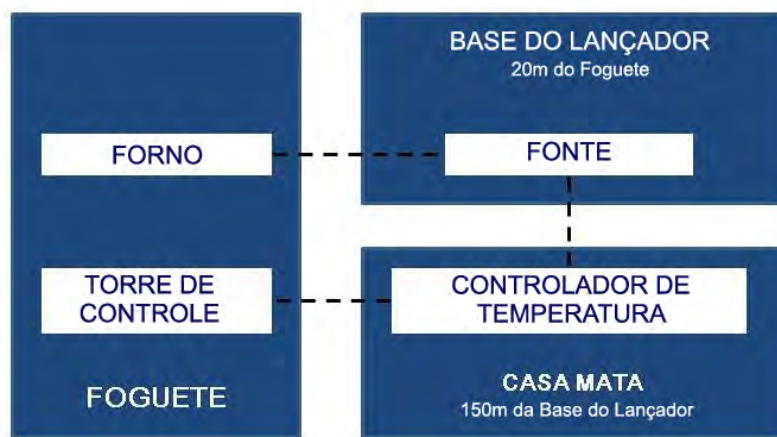 BASE DO LANÇADOR
20m do Foguete
FORNO
FONTE
TORRE DE
CONTROLE
CONTROLADOR DE
TEMPERATURA
FOGUETE
CASA MATA
150m da Base do Lançador